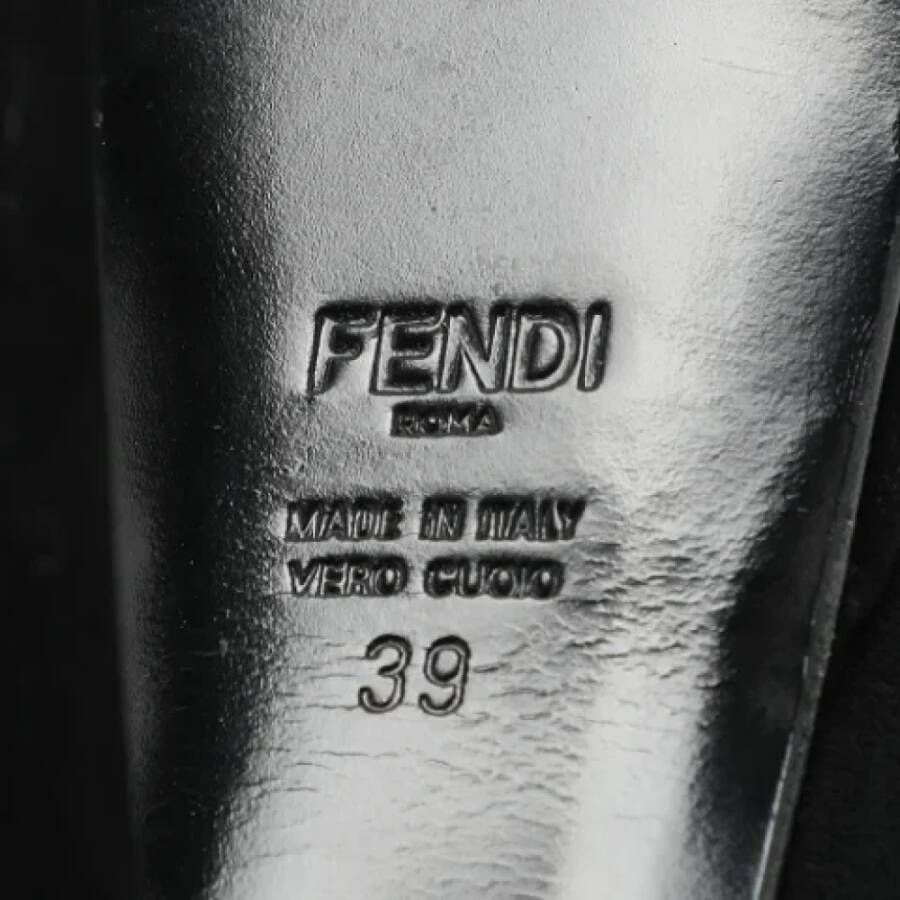 FENDI
ROMA
MADE IN ITALY
VERO CUOIO
39